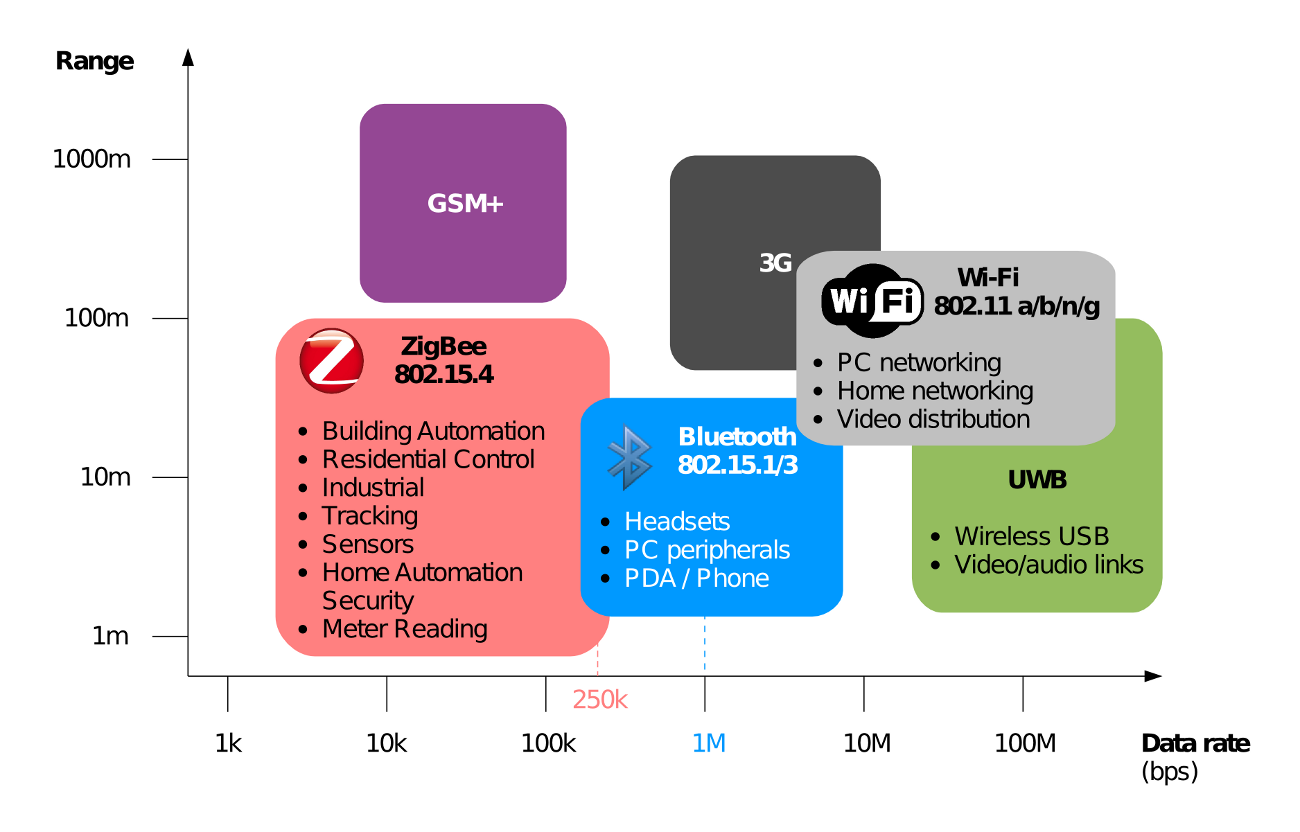 Range
1000m
100m
10m
1m
GSM+
3G
Wi Fi
Wi-Fi
802.11 a/b/n/g
• PC networking
• Home networking
• Video distribution
ZigBee
802.15.4
• Building Automation
• Residential Control
• Industrial
• Tracking
• Sensors
• Home Automation
Security
• Meter Reading
Bluetooth
802.15.1/3
• Headsets
• PC peripherals
• PDA / Phone
UWB
• Wireless USB
• Video/audio links
250k
1k
10k
100k
1M
10M
100M
Data rate
(bps)